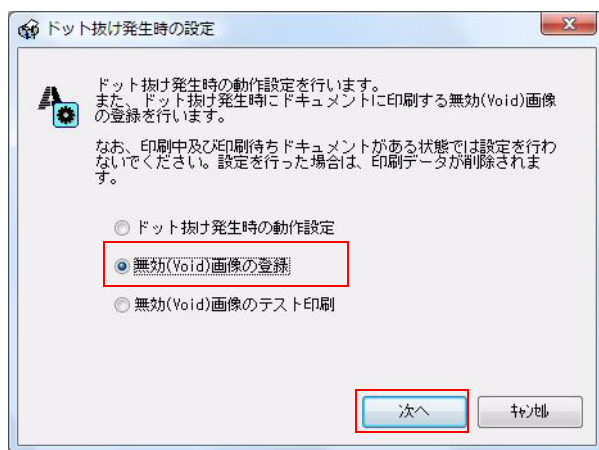 ドット抜け発生時の設定
ドット抜け発生時の動作設定を行います。
また、ドット抜け発生時にドキュメントに印刷する無効(Void)画像
の登録を行います。
なお、印刷中及び印刷待ちドキュメントがある状態では設定を行わ
ないでください。設定を行った場合は、印刷データが削除されま
す。
ドット抜け発生時の動作設定
無効(Void)画像の登録
無効(Void)画像のテスト印刷
次へ
ｷｬﾝｾﾙ